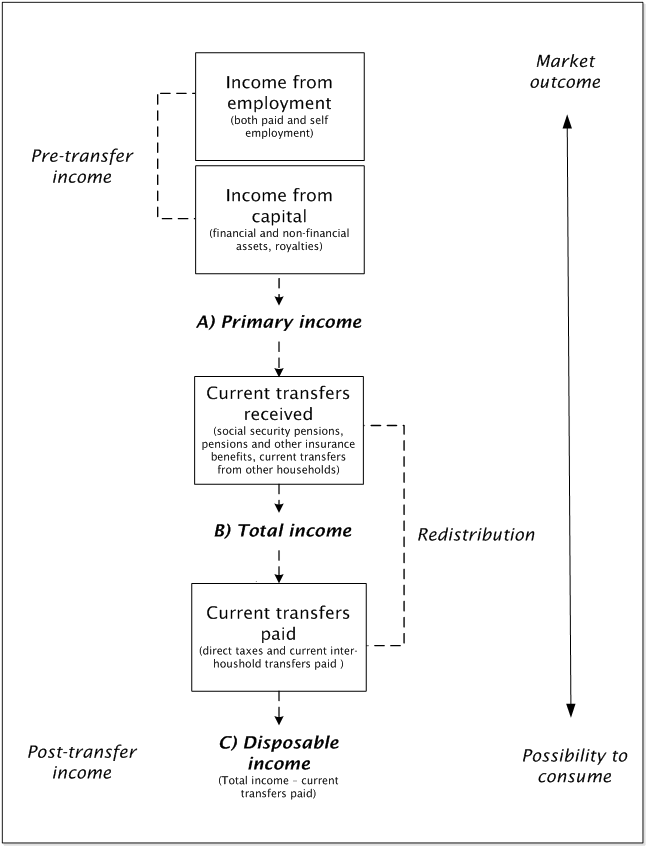 Market
outcome
Income from
employment
(both paid and self
employment)
Pre-transfer
income
Income from
capital
(financial and non-financial
assets, royalties)
A) Primary income
Current transfers
received
(social security pensions,
pensions and other insurance
benefits, current transfers
from other households)
B) Total income
Redistribution
Current transfers
paid
(direct taxes and current inter-
houshold transfers paid )
C) Disposable
income
(Total income – current
transfers paid)
Post-transfer
income
Possibility to
consume